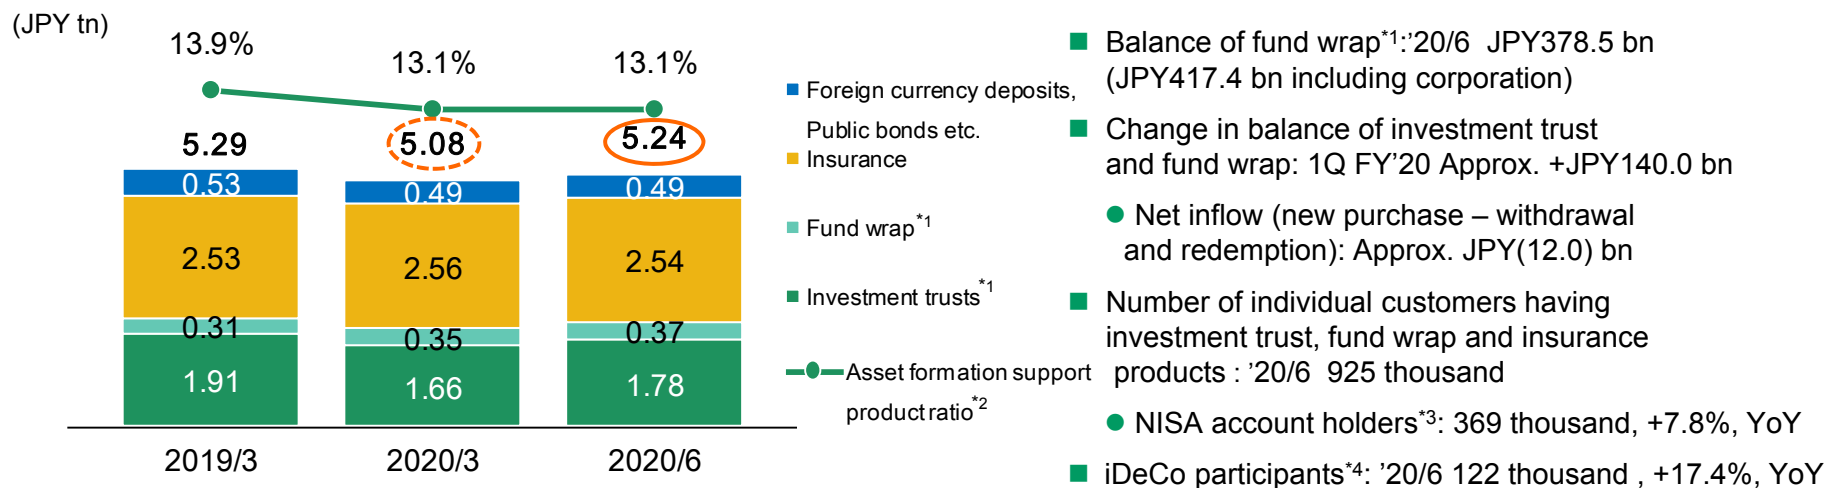 (JPY tn)
13.9%
13.1%
13.1%
5.29
5.08
5.24
0.53
0.49
0.49
2.53
2.56
2.54
0.31
0.35
0.37
1.91
1.66
1.78
2019/3
2020/3
2020/6
Foreign currency deposits,
Public bonds etc.
Insurance
Fund wrap*1
Investment trusts*1
Asset formation support
product ratio*2
■ Balance of fund wrap*1:’20/6 JPY378.5 bn
(JPY417.4 bn including corporation)
■ Change in balance of investment trust
and fund wrap: 1Q FY’20 Approx. +JPY140.0 bn
● Net inflow (new purchase – withdrawal
and redemption): Approx. JPY(12.0) bn
■ Number of individual customers having
investment trust, fund wrap and insurance
products : ’20/6 925 thousand
● NISA account holders*3: 369 thousand, +7.8%, YoY
■ iDeCo participants*4: ’20/6 122 thousand , +17.4%, YoY